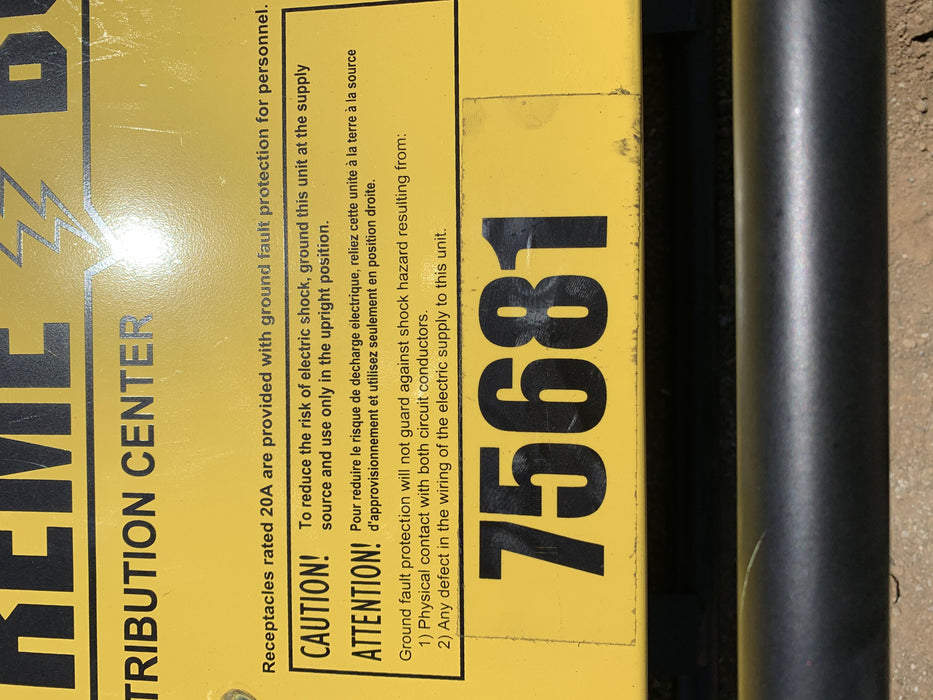 REME BO
TRIBUTION CENTER
Receptacles rated 20A are provided with ground fault protection for personnel.
CAUTION! To reduce the risk of electric shock, ground this unit at the supply
source and use only in the upright position.
ATTENTION! Pour reduire le risque de decharge electrique, reliez cette unite à la terre à la source
d'approvisionnement et utilisez seulement en position droite.
Ground fault protection will not guard against shock hazard resulting from:
1) Physical contact with both circuit conductors.
2) Any defect in the wiring of the electric supply to this unit.
75681